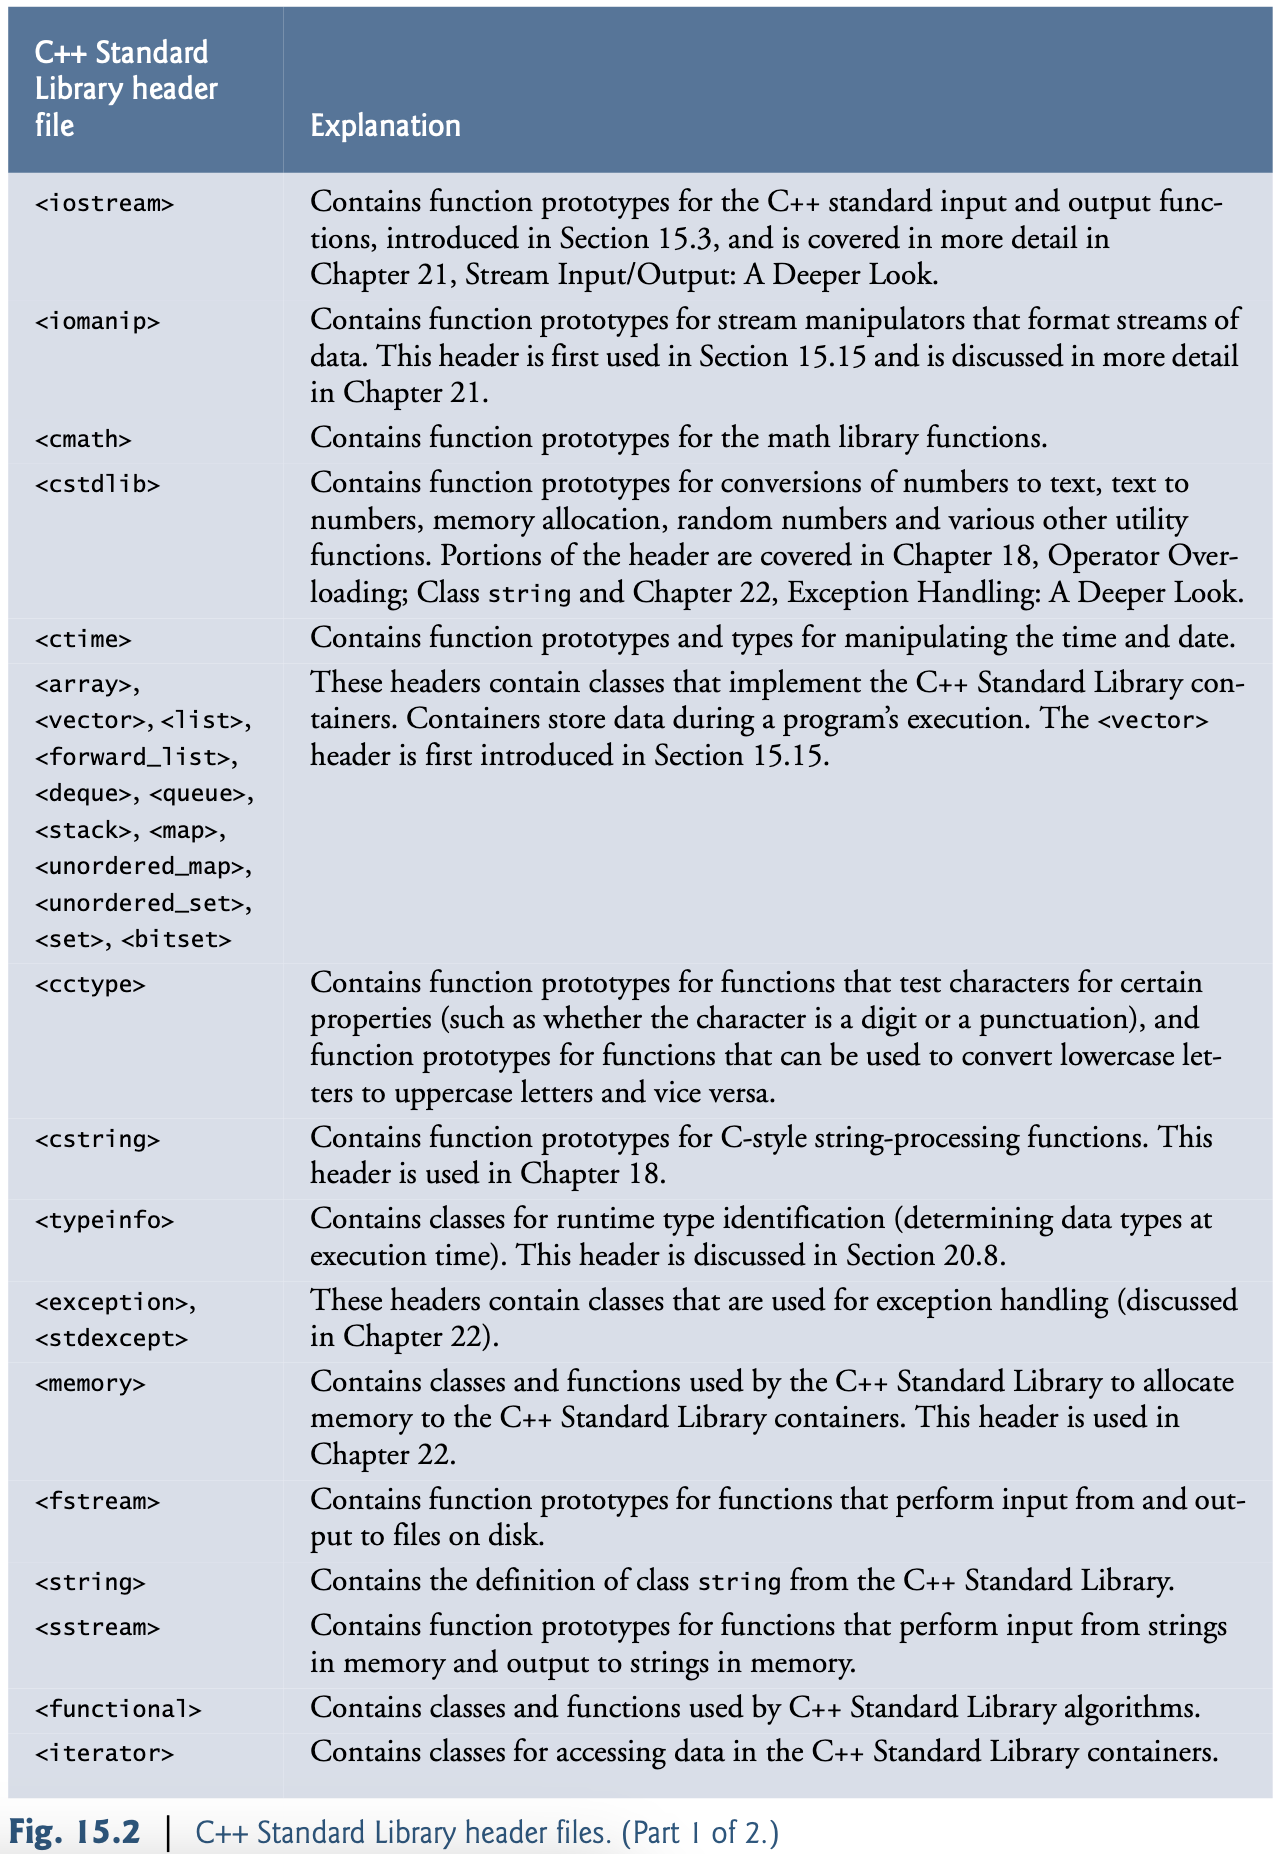 C++ Standard
Library header
file
Explanation
<iostream>
Contains function prototypes for the C++ standard input and output func-
tions, introduced in Section 15.3, and is covered in more detail in
Chapter 21, Stream Input/Output: A Deeper Look.
<iomanip>
Contains function prototypes for stream manipulators that format streams of
data. This header is first used in Section 15.15 and is discussed in more detail
in Chapter 21.
<cmath>
Contains function prototypes for the math library functions.
<cstdlib>
Contains function prototypes for conversions of numbers to text, text to
numbers, memory allocation, random numbers and various other utility
functions. Portions of the header are covered in Chapter 18, Operator Over-
loading; Class string and Chapter 22, Exception Handling: A Deeper Look.
<ctime>
Contains function prototypes and types for manipulating the time and date.
<array>,
<vector>, <list>,
<forward_list>,
<deque>, <queue>,
<stack>, <map>,
<unordered_map>,
<unordered_set>,
<set>, <bitset>
These headers contain classes that implement the C++ Standard Library con-
tainers. Containers store data during a program’s execution. The <vector>
header is first introduced in Section 15.15.
<cctype>
Contains function prototypes for functions that test characters for certain
properties (such as whether the character is a digit or a punctuation), and
function prototypes for functions that can be used to convert lowercase let-
ters to uppercase letters and vice versa.
<cstring>
Contains function prototypes for C-style string-processing functions. This
header is used in Chapter 18.
<typeinfo>
Contains classes for runtime type identification (determining data types at
execution time). This header is discussed in Section 20.8.
<exception>,
<stdexcept>
These headers contain classes that are used for exception handling (discussed
in Chapter 22).
<memory>
Contains classes and functions used by the C++ Standard Library to allocate
memory to the C++ Standard Library containers. This header is used in
Chapter 22.
<fstream>
Contains function prototypes for functions that perform input from and out-
put to files on disk.
<string>
Contains the definition of class string from the C++ Standard Library.
<sstream>
Contains function prototypes for functions that perform input from strings
in memory and output to strings in memory.
<functional>
Contains classes and functions used by C++ Standard Library algorithms.
<iterator>
Contains classes for accessing data in the C++ Standard Library containers.
Fig. 15.2 | C++ Standard Library header files. (Part 1 of 2.)